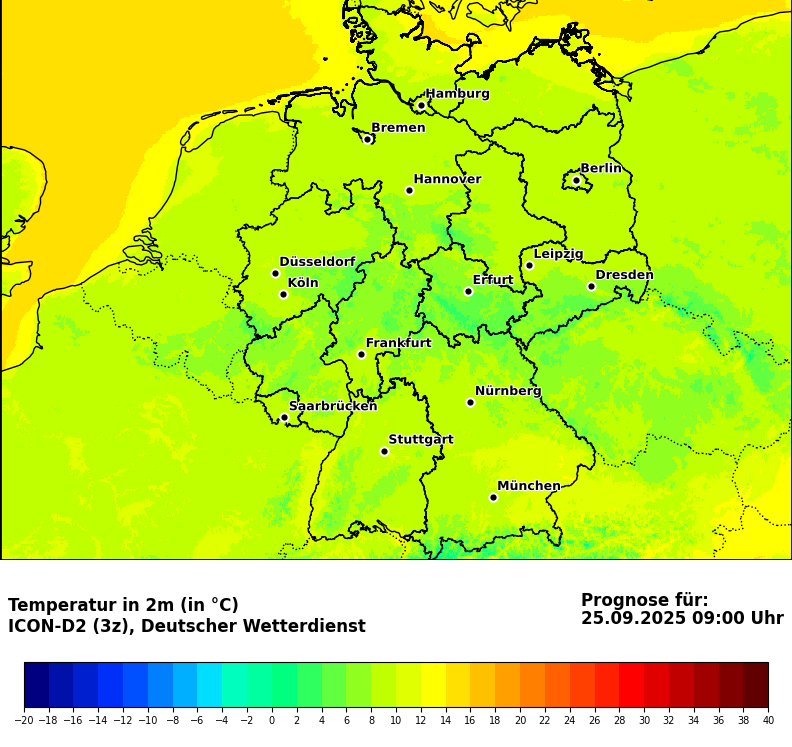 Hamburg
Bremen
Berlin
Hannover
Leipzig
Düsseldorf
Dresden
Köln
Erfurt
Frankfurt
Nürnberg
Saarbrücken
Stuttgart
München
Temperatur in 2m (in °C)
ICON-D2 (3z), Deutscher Wetterdienst
Prognose für:
25.09.2025 09:00 Uhr
−20 −18 −16 −14 −12 −10 −8 −6 −4 −2 0 2 4 6 8 10 12 14 16 18 20 22 24 26 28 30 32 34 36 38 40